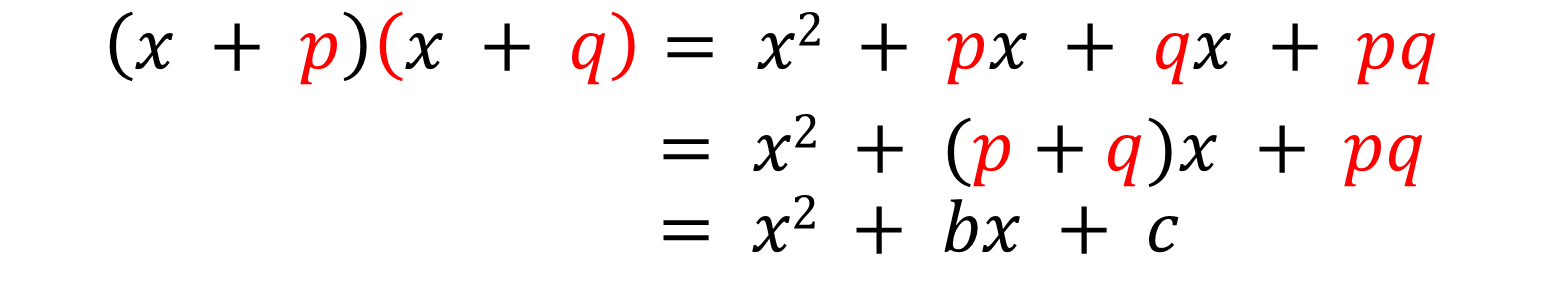 (x + p)(x + q) = x² + px + qx + pq
= x² + (p + q)x + pq
= x² + bx + c